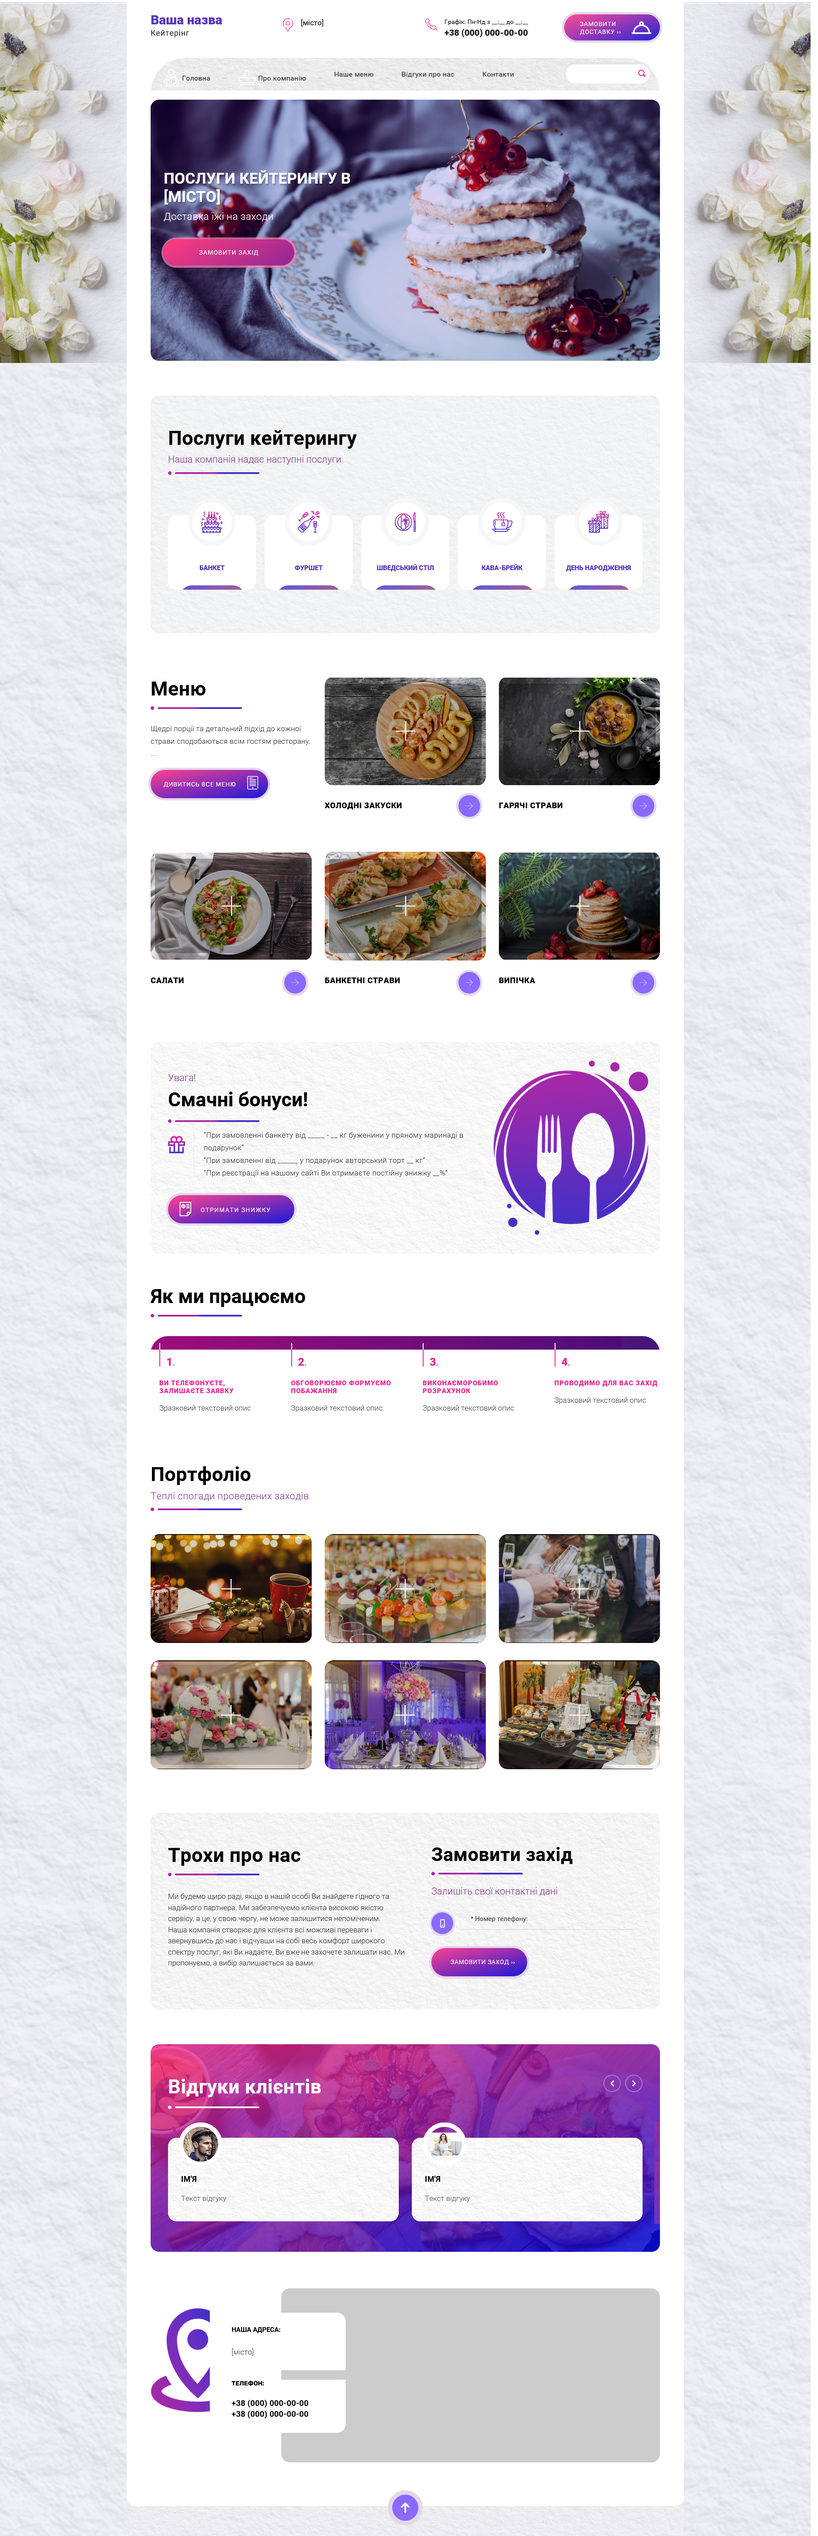 Ваша назва
Кейтерінг
[місто]
Графік: Пн-Нд з __:__ до __:__
+38 (000) 000-00-00
ЗАМОВИТИ
ДОСТАВКУ ››
Головна
Про компанію
Наше меню
Відгуки про нас
Контакти
ПОСЛУГИ КЕЙТЕРИНГУ В
[МІСТО]
Доставка їжі на заходи
ЗАМОВИТИ ЗАХІД
Послуги кейтерингу
Наша компанія надає наступні послуги
БАНКЕТ
ФУРШЕТ
ШВЕДСЬКИЙ СТІЛ
КАВА-БРЕЙК
ДЕНЬ НАРОДЖЕННЯ
Меню
Щедрі порції та детальний підхід до кожної
страви сподобаються всім гостям ресторану.
...
ДИВИТИСЬ ВСЕ МЕНЮ
ХОЛОДНІ ЗАКУСКИ
ГАРЯЧІ СТРАВИ
САЛАТИ
БАНКЕТНІ СТРАВИ
ВИПІЧКА
Увага!
Смачні бонуси!
"При замовленні банкету від _____ - __ кг буженини у пряному маринаді в
подарунок"
"При замовленні від _____ у подарунок авторський торт __ кг"
"При реєстрації на нашому сайті Ви отримаєте постійну знижку __%"
ОТРИМАТИ ЗНИЖКУ
Як ми працюємо
1.
ВИ ТЕЛЕФОНУЄТЕ,
ЗАЛИШАЄТЕ ЗАЯВКУ
Зразковий текстовий опис
2.
ОБГОВОРЮЄМО ФОРМУЄМО
ПОБАЖАННЯ
Зразковий текстовий опис
3.
ВИКОНАЄМОРОБИМО
РОЗРАХУНОК
Зразковий текстовий опис
4.
ПРОВОДИМО ДЛЯ ВАС ЗАХІД
Зразковий текстовий опис
Портфоліо
Теплі спогади проведених заходів
Трохи про нас
Ми будемо щиро раді, якщо в нашій особі Ви знайдете гідного та
надійного партнера. Ми забезпечуємо клієнта високою якістю
сервісу, а це, у свою чергу, не може залишитися непоміченим.
Наша компанія створює для клієнта всі можливі переваги і
звернувшись до нас і відчувши на собі весь комфорт широкого
спектру послуг, які Ви надаєте, Ви вже не захочете залишати нас. Ми
пропонуємо, а вибір залишається за вами.
Замовити захід
Залишіть свої контактні дані
* Номер телефону:
ЗАМОВИТИ ЗАХОД ››
Відгуки клієнтів
ІМ'Я
Текст відгуку
ІМ'Я
Текст відгуку
НАША АДРЕСА:
[місто]
ТЕЛЕФОН:
+38 (000) 000-00-00
+38 (000) 000-00-00